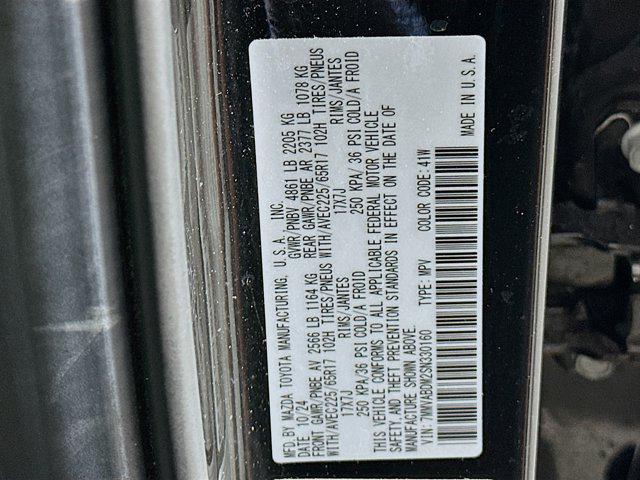 MFD. BY MAZDA TOYOTA MANUFACTURING, U.S.A., INC.
DATE: 10/24 GVWR/PNBV 4861 LB 2205 KG
FRONT GAWR/PNBE AV 2566 LB 1164 KG REAR GAWR/PNBE AR 2377 LB 1078 KG
WITH/AVEC225/65R17 102H TIRES/PNEUS WITH/AVEC225/65R17 102H TIRES/PNEUS
17X7J RIMS/JANTES 17X7J RIMS/JANTES
250 KPA/36 PSI COLD/A FROID 250 KPA/ 36 PSI COLD/A FROID
THIS VEHICLE CONFORMS TO ALL APPLICABLE FEDERAL MOTOR VEHICLE
SAFETY AND THEFT PREVENTION STANDARDS IN EFFECT ON THE DATE OF
MANUFACTURE SHOWN ABOVE.
VIN: 7MMVABDM2SN330160 TYPE: MPV COLOR CODE: 41W
MADE IN U.S.A.